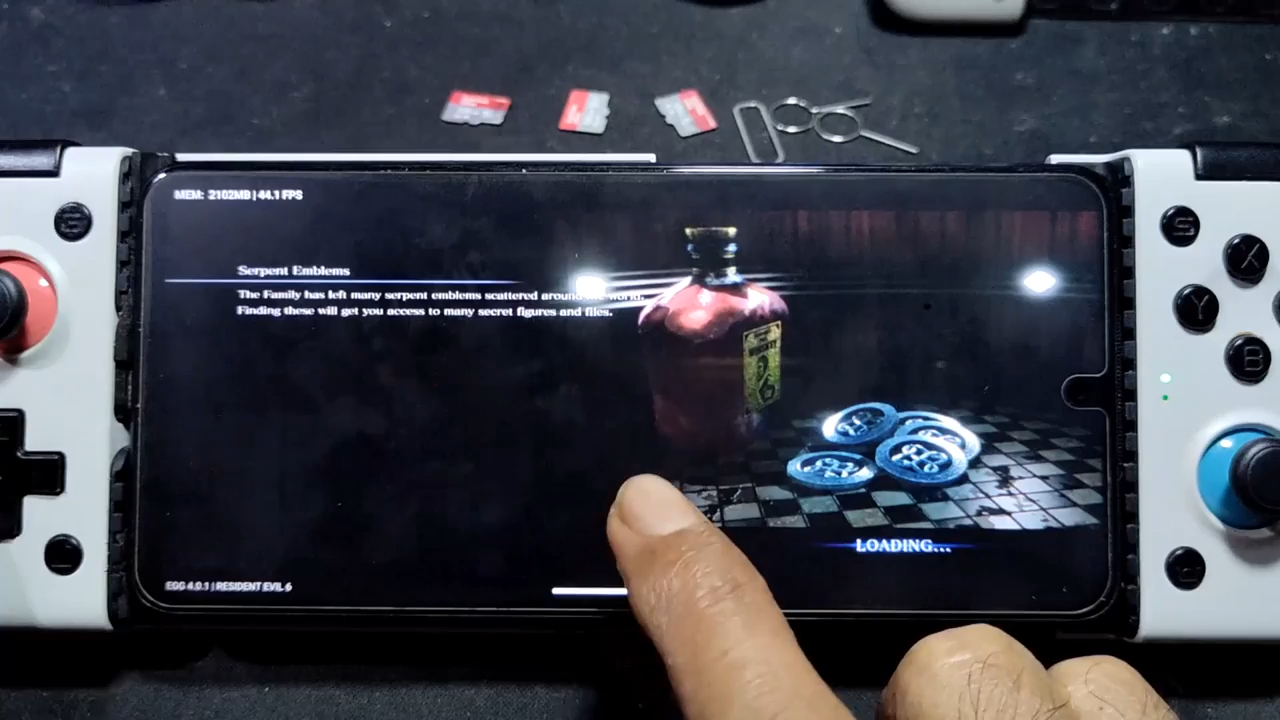 MEM: 2102MB | 44.1 FPS
Serpent Emblems
The Family has left many serpent emblems scattered around the world.
Finding these will get you access to many secret figures and files.
LOADING...
EGG 4.0.1 | RESIDENT EVIL 6
S
X
Y
B